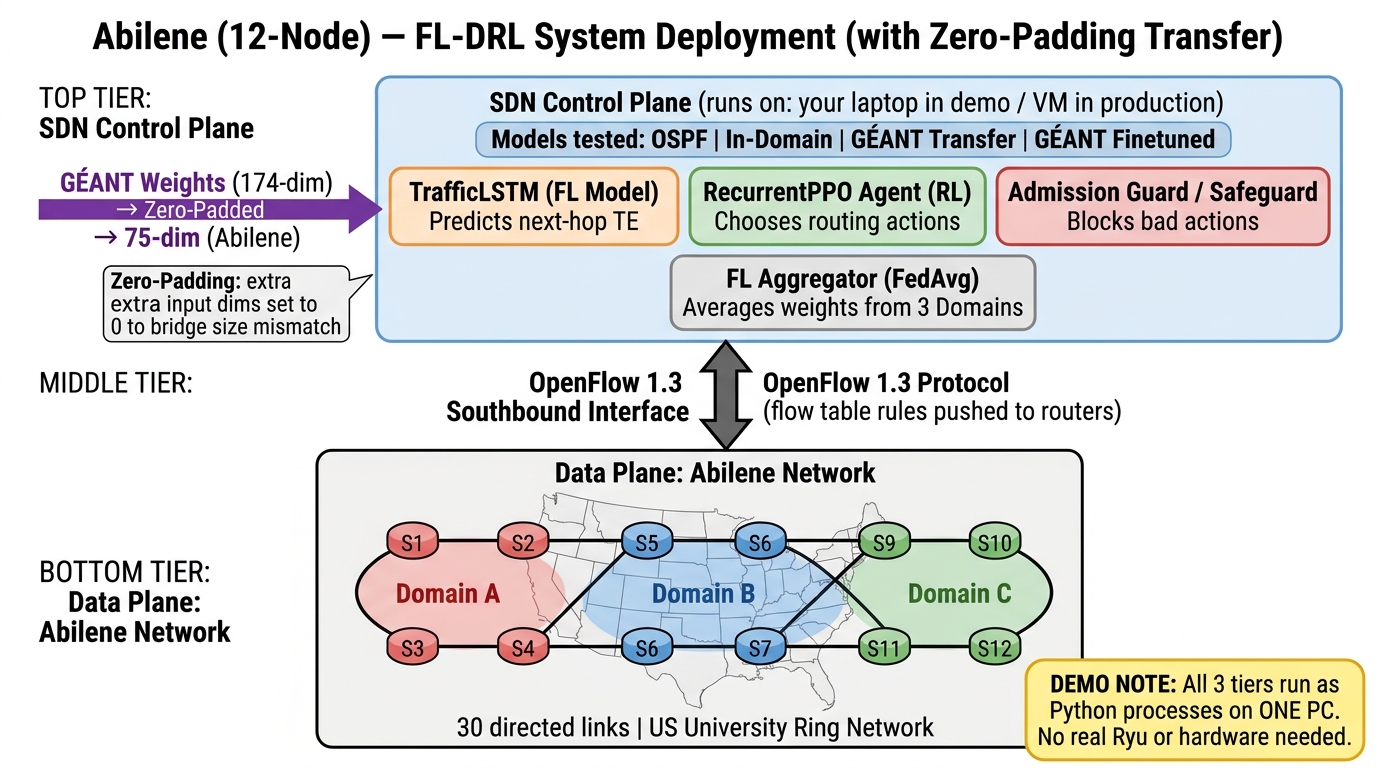 Abilene (12-Node) — FL-DRL System Deployment (with Zero-Padding Transfer)
TOP TIER:
SDN Control Plane
GÉANT Weights (174-dim)
→ Zero-Padded
→ 75-dim (Abilene)
Zero-Padding: extra
extra input dims set to
0 to bridge size mismatch
SDN Control Plane (runs on: your laptop in demo / VM in production)
Models tested: OSPF | In-Domain | GÉANT Transfer | GÉANT Finetuned
TrafficLSTM (FL Model)
Predicts next-hop TE
RecurrentPPO Agent (RL)
Chooses routing actions
Admission Guard / Safeguard
Blocks bad actions
FL Aggregator (FedAvg)
Averages weights from 3 Domains
MIDDLE TIER:
OpenFlow 1.3
Southbound Interface
OpenFlow 1.3 Protocol
(flow table rules pushed to routers)
BOTTOM TIER:
Data Plane:
Abilene Network
Data Plane: Abilene Network
S1 S2 S5 S6 S9 S10
Domain A Domain B Domain C
S3 S4 S6 S7 S11 S12
30 directed links | US University Ring Network
DEMO NOTE: All 3 tiers run as
Python processes on ONE PC.
No real Ryu or hardware needed.